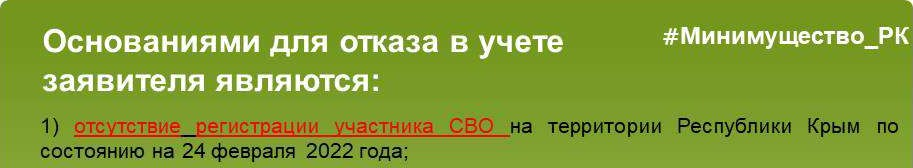 Основаниями для отказа в учете
#Минимущество_РК
заявителя являются:
1) отсутствие регистрации участника СВО на территории Республики Крым по
состоянию на 24 февраля 2022 года;